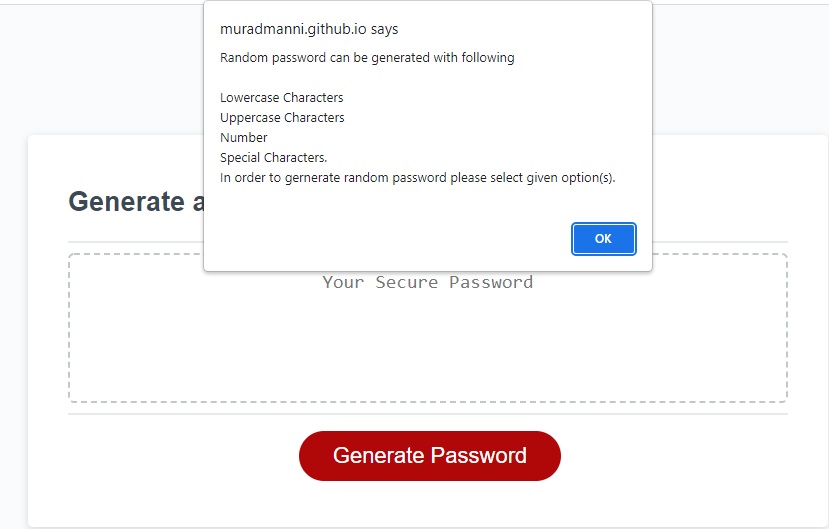 muradmanni.github.io says
Random password can be generated with following
Lowercase Characters
Uppercase Characters
Number
Special Characters.
In order to gernerate random password please select given option(s).
OK
Generate a
Your Secure Password
Generate Password